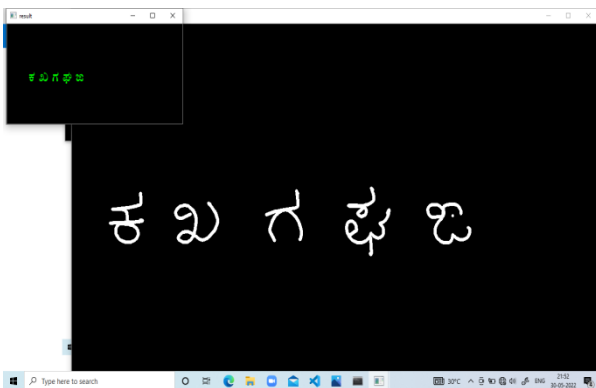 result
ಕ ಖ ಗ ಘ ಙ
ಕ ಖ ಗ ಘ ಙ
Type here to search
30°C
ENG
21:52
30-05-2022